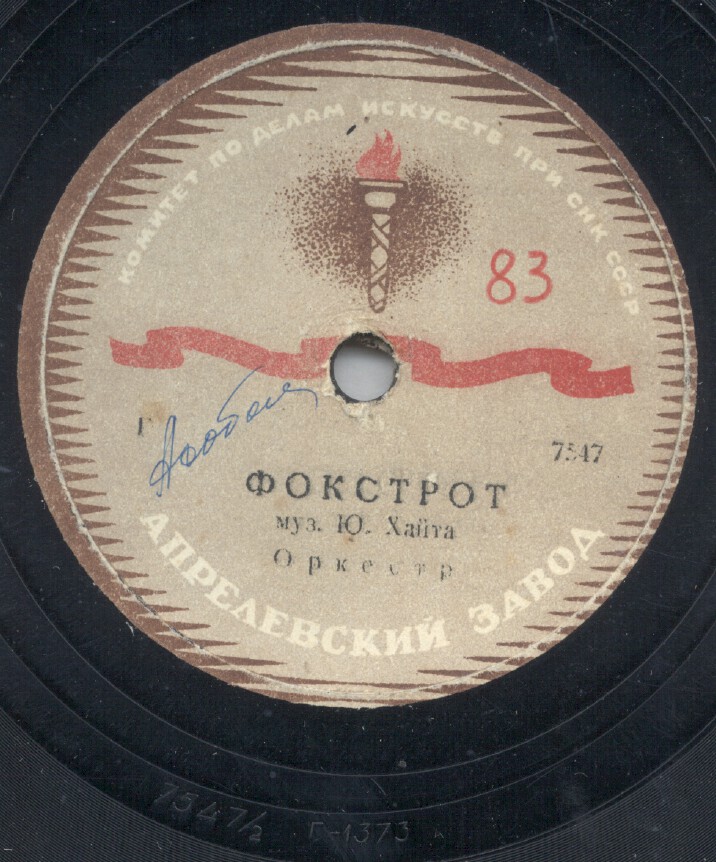 КОМИТЕТ ПО ДЕЛАМ ИСКУССТВ ПРИ СНК СССР
83
Г
7547
ФОКСТРОТ
муз. Ю. Хайта
Оркестр
АПРЕЛЕВСКИЙ ЗАВОД
7547/2 Г-1373